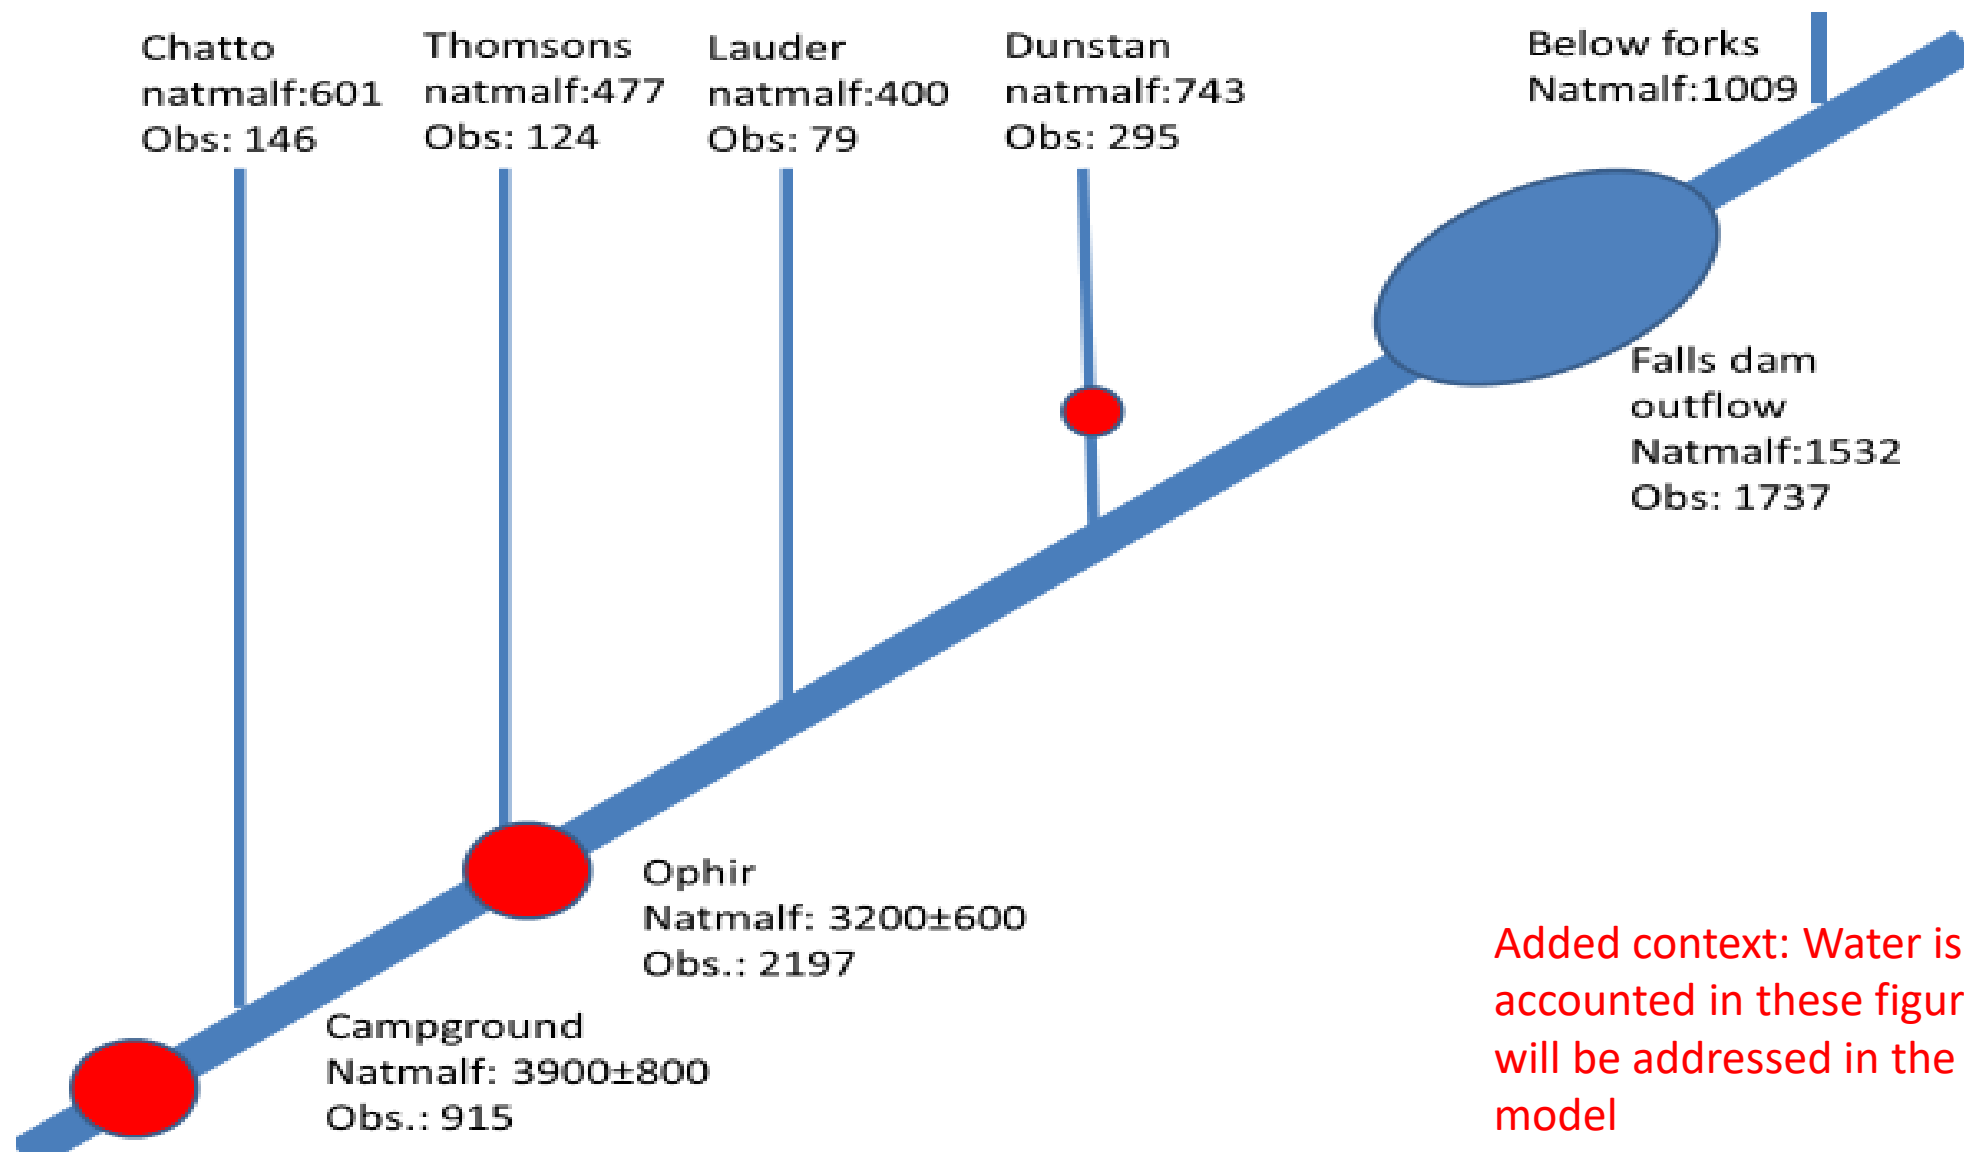 Chatto
natmalf:601
Obs: 146
Thomsons
natmalf:477
Obs: 124
Lauder
natmalf:400
Obs: 79
Dunstan
natmalf:743
Obs: 295
Below forks
Natmalf:1009
Falls dam
outflow
Natmalf:1532
Obs: 1737
Ophir
Natmalf: 3200±600
Obs.: 2197
Campground
Natmalf: 3900±800
Obs.: 915
Added context: Water is
accounted in these figur
will be addressed in the
model